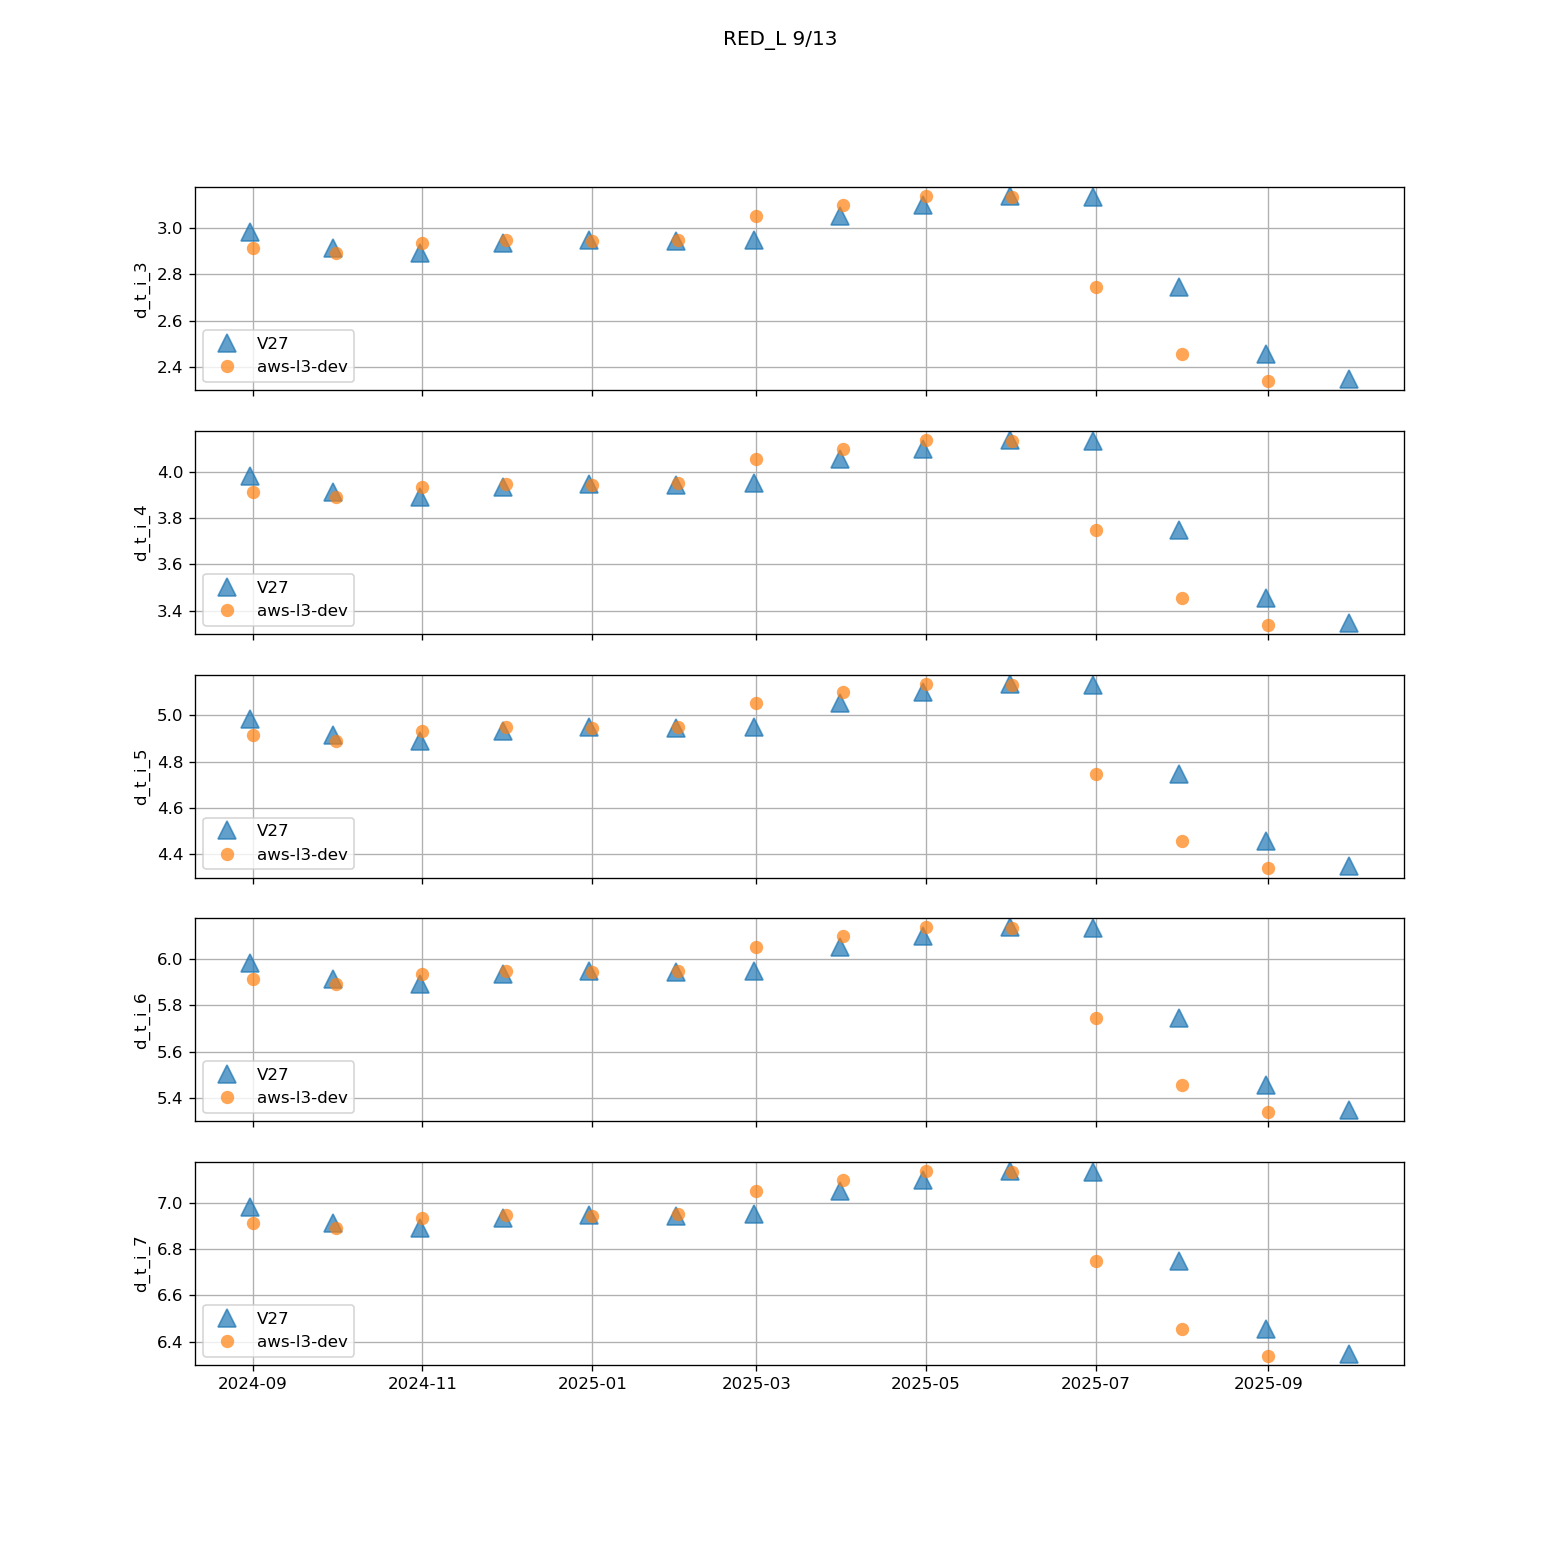 RED_L 9/13
3.0
2.8
2.6
2.4
d_t_i_3
V27
aws-l3-dev
4.0
3.8
3.6
3.4
d_t_i_4
V27
aws-l3-dev
5.0
4.8
4.6
4.4
d_t_i_5
V27
aws-l3-dev
6.0
5.8
5.6
5.4
d_t_i_6
V27
aws-l3-dev
7.0
6.8
6.6
6.4
d_t_i_7
V27
aws-l3-dev
2024-09 2024-11 2025-01 2025-03 2025-05 2025-07 2025-09